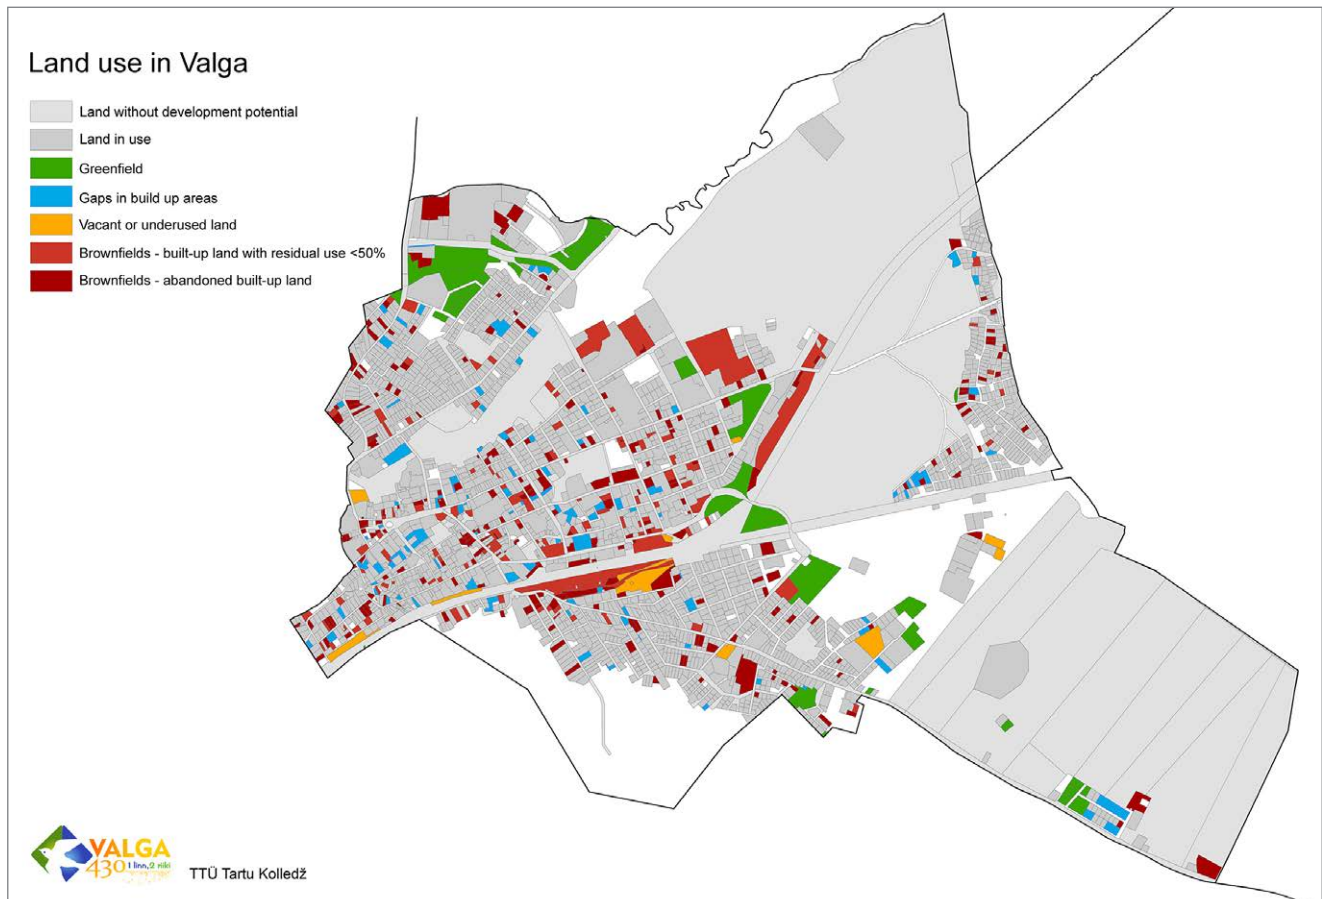 Land use in Valga
Land without development potential
Land in use
Greenfield
Gaps in build up areas
Vacant or underused land
Brownfields - built-up land with residual use <50%
Brownfields - abandoned built-up land
VALGA
430 1 linn, 2 riiki
TTÜ Tartu Kolledž